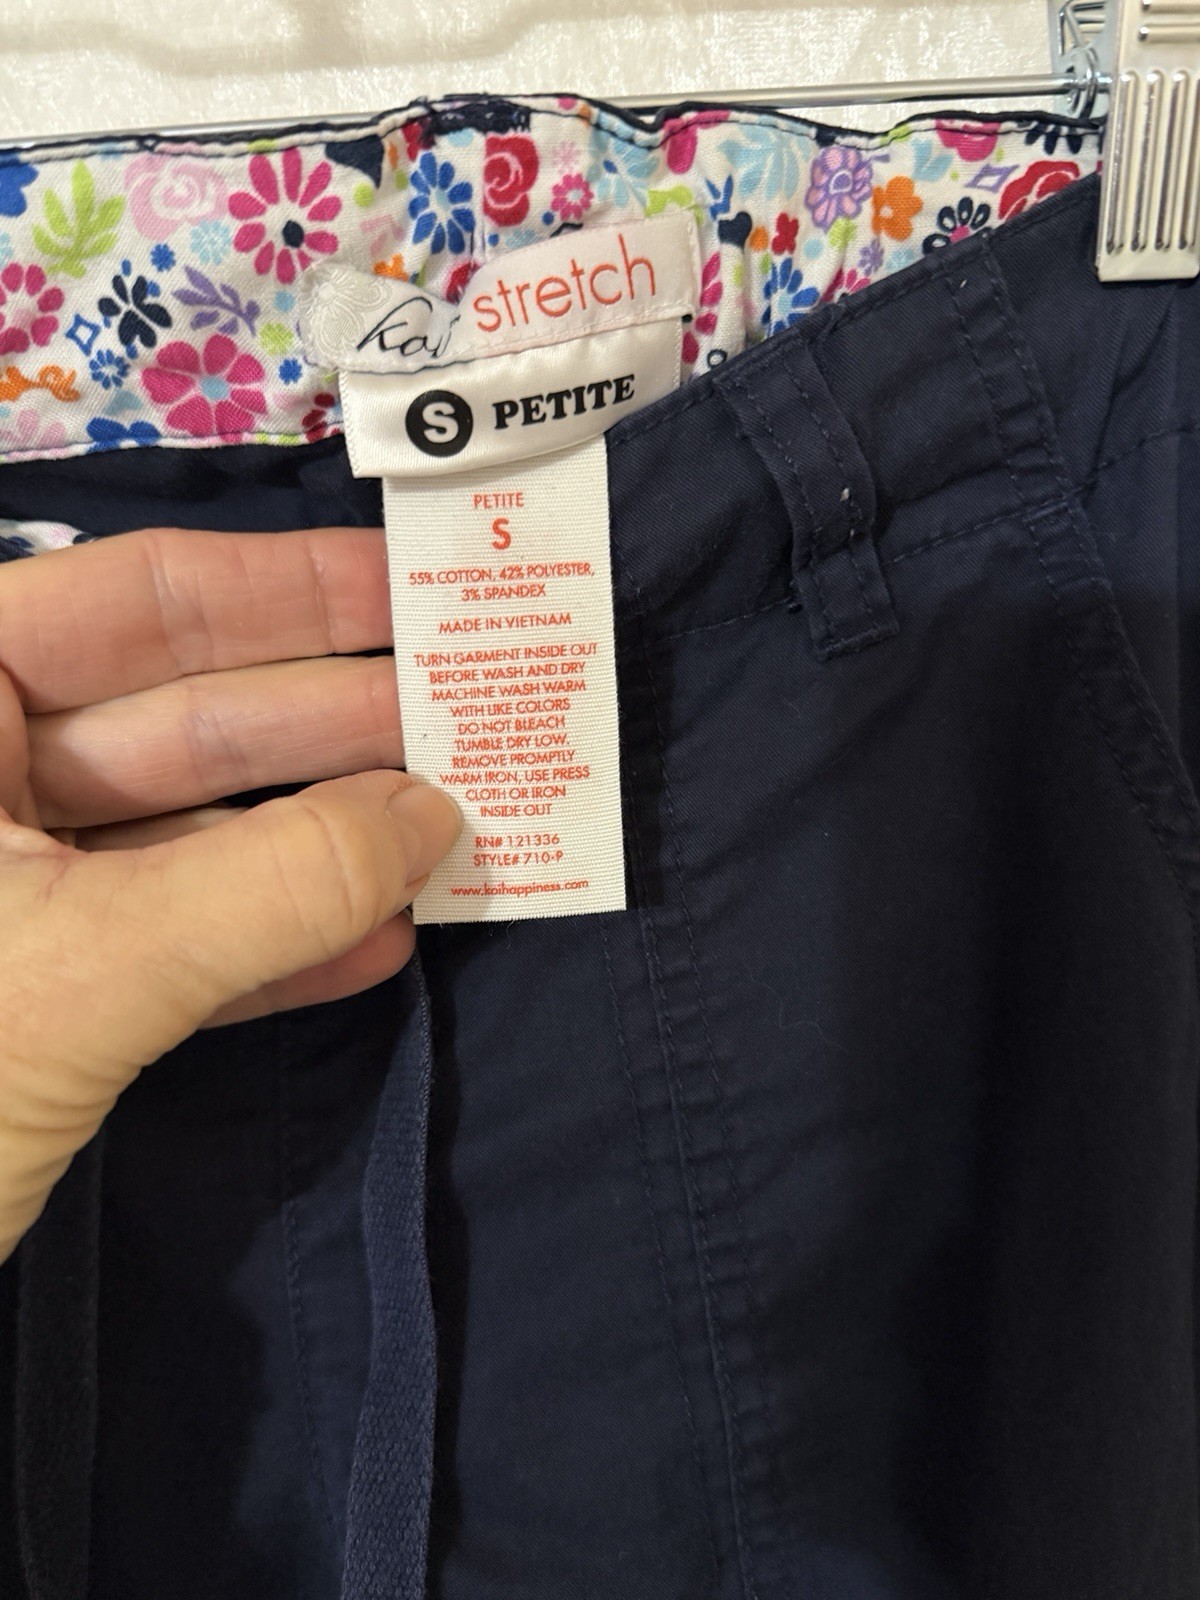 koi stretch
S PETITE
PETITE
S
55% COTTON, 42% POLYESTER,
3% SPANDEX
MADE IN VIETNAM
TURN GARMENT INSIDE OUT
BEFORE WASH AND DRY
MACHINE WASH WARM
WITH LIKE COLORS
DO NOT BLEACH
TUMBLE DRY LOW.
REMOVE PROMPTLY
WARM IRON, USE PRESS
CLOTH OR IRON
INSIDE OUT
RN# 121336
STYLE# 710-P
www.koihappiness.com